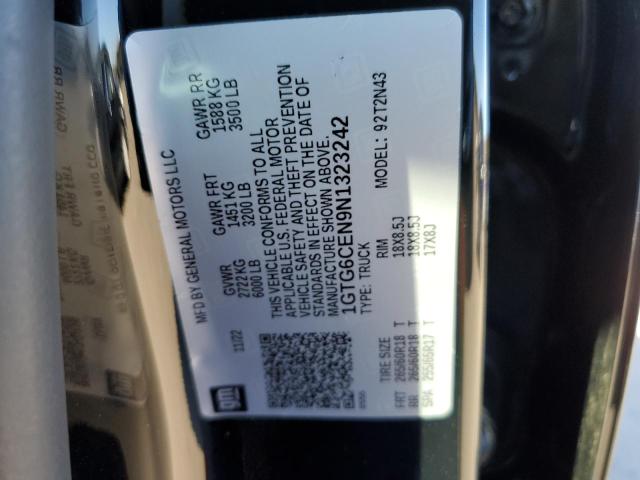 MFD BY GENERAL MOTORS LLC
11/22
GVWR GAWR FRT GAWR RR
2722 KG 1451 KG 1588 KG
6000 LB 3200 LB 3500 LB
THIS VEHICLE CONFORMS TO ALL
APPLICABLE U.S. FEDERAL MOTOR
VEHICLE SAFETY AND THEFT PREVENTION
STANDARDS IN EFFECT ON THE DATE OF
MANUFACTURE SHOWN ABOVE.
1GTG6CEN9N1323242
TYPE: TRUCK MODEL: 92T2N43
TIRE SIZE RIM
FRT 265/60R18 T 18X8.5J
RR 265/60R18 T 18X8.5J
SPA 255/65R17 T 17X8J
gm